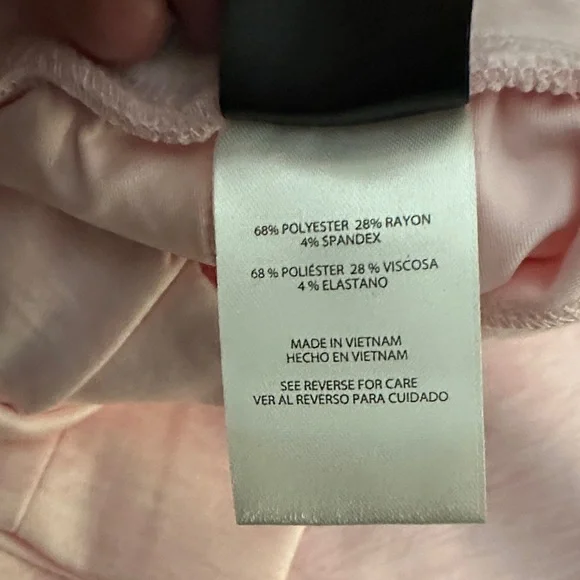 68% POLYESTER 28% RAYON
4% SPANDEX
68 % POLIÉSTER 28 % VISCOSA
4 % ELASTANO
MADE IN VIETNAM
HECHO EN VIETNAM
SEE REVERSE FOR CARE
VER AL REVERSO PARA CUIDADO